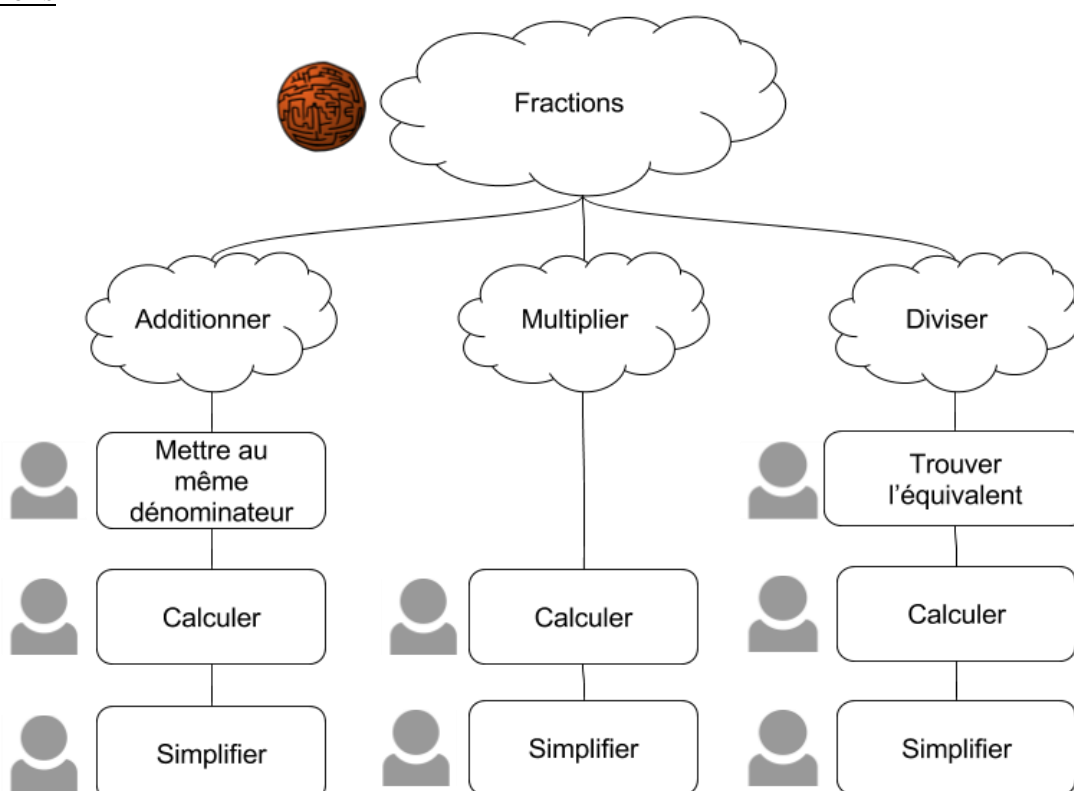 Fractions
Additionner
Multiplier
Diviser
Mettre au
même
dénominateur
Trouver
l'équivalent
Calculer
Calculer
Calculer
Simplifier
Simplifier
Simplifier